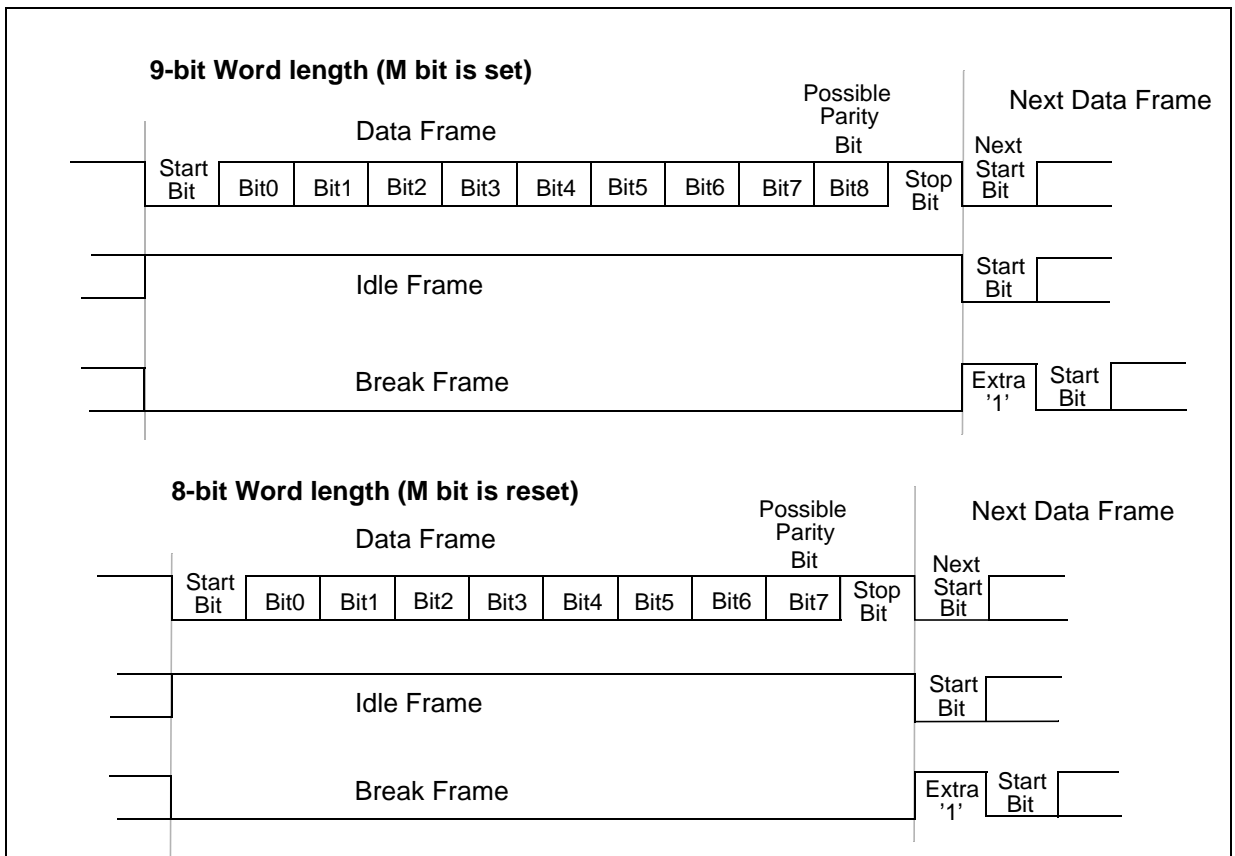 9-bit Word length (M bit is set)
Possible
Parity
Bit
Next Data Frame
Data Frame
Next
Start
Bit
Start
Bit
Bit0
Bit1
Bit2
Bit3
Bit4
Bit5
Bit6
Bit7
Bit8
Stop
Bit
Idle Frame
Start
Bit
Break Frame
Extra
’1’
Start
Bit
8-bit Word length (M bit is reset)
Possible
Parity
Bit
Next Data Frame
Data Frame
Next
Start
Bit
Start
Bit
Bit0
Bit1
Bit2
Bit3
Bit4
Bit5
Bit6
Bit7
Stop
Bit
Idle Frame
Start
Bit
Break Frame
Extra
’1’
Start
Bit